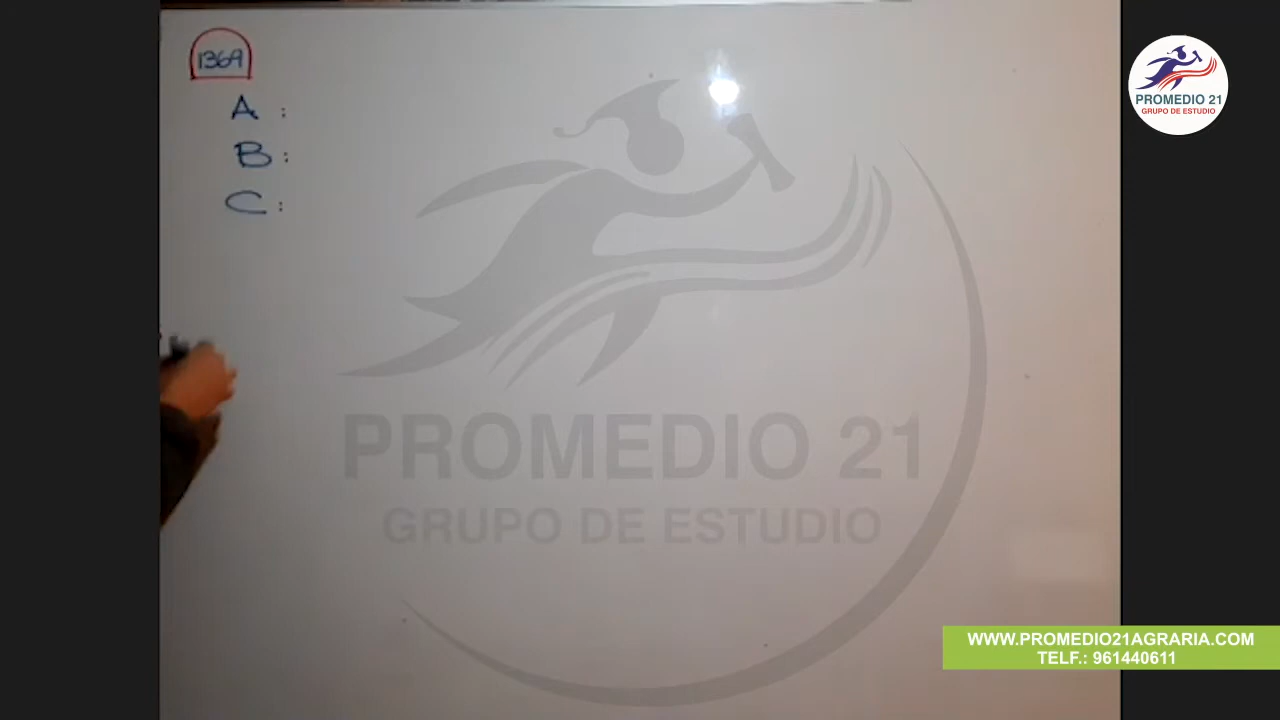 1369
A :
B :
C :
PROMEDIO 21
GRUPO DE ESTUDIO
PROMEDIO 21
GRUPO DE ESTUDIO
WWW.PROMEDIO21AGRARIA.COM
TELF.: 961440611